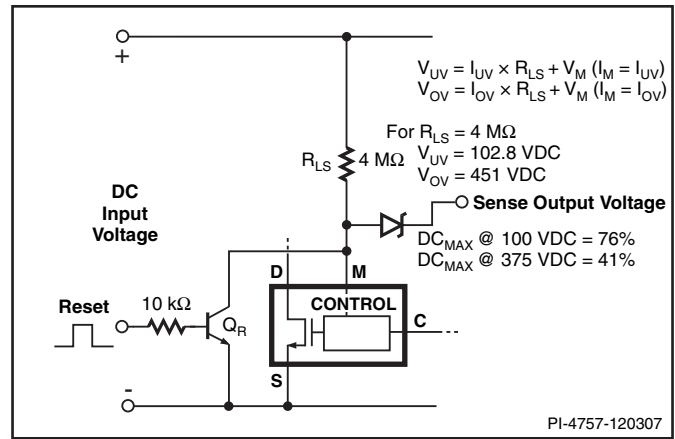 +
V_UV = I_UV × R_LS + V_M (I_M = I_UV)
V_OV = I_OV × R_LS + V_M (I_M = I_OV)
For R_LS = 4 MΩ
V_UV = 102.8 VDC
V_OV = 451 VDC
R_LS
4 MΩ
DC
Input
Voltage
Sense Output Voltage
DC_MAX @ 100 VDC = 76%
DC_MAX @ 375 VDC = 41%
D
M
CONTROL
C
Reset
10 kΩ
Q_R
S
-
PI-4757-120307